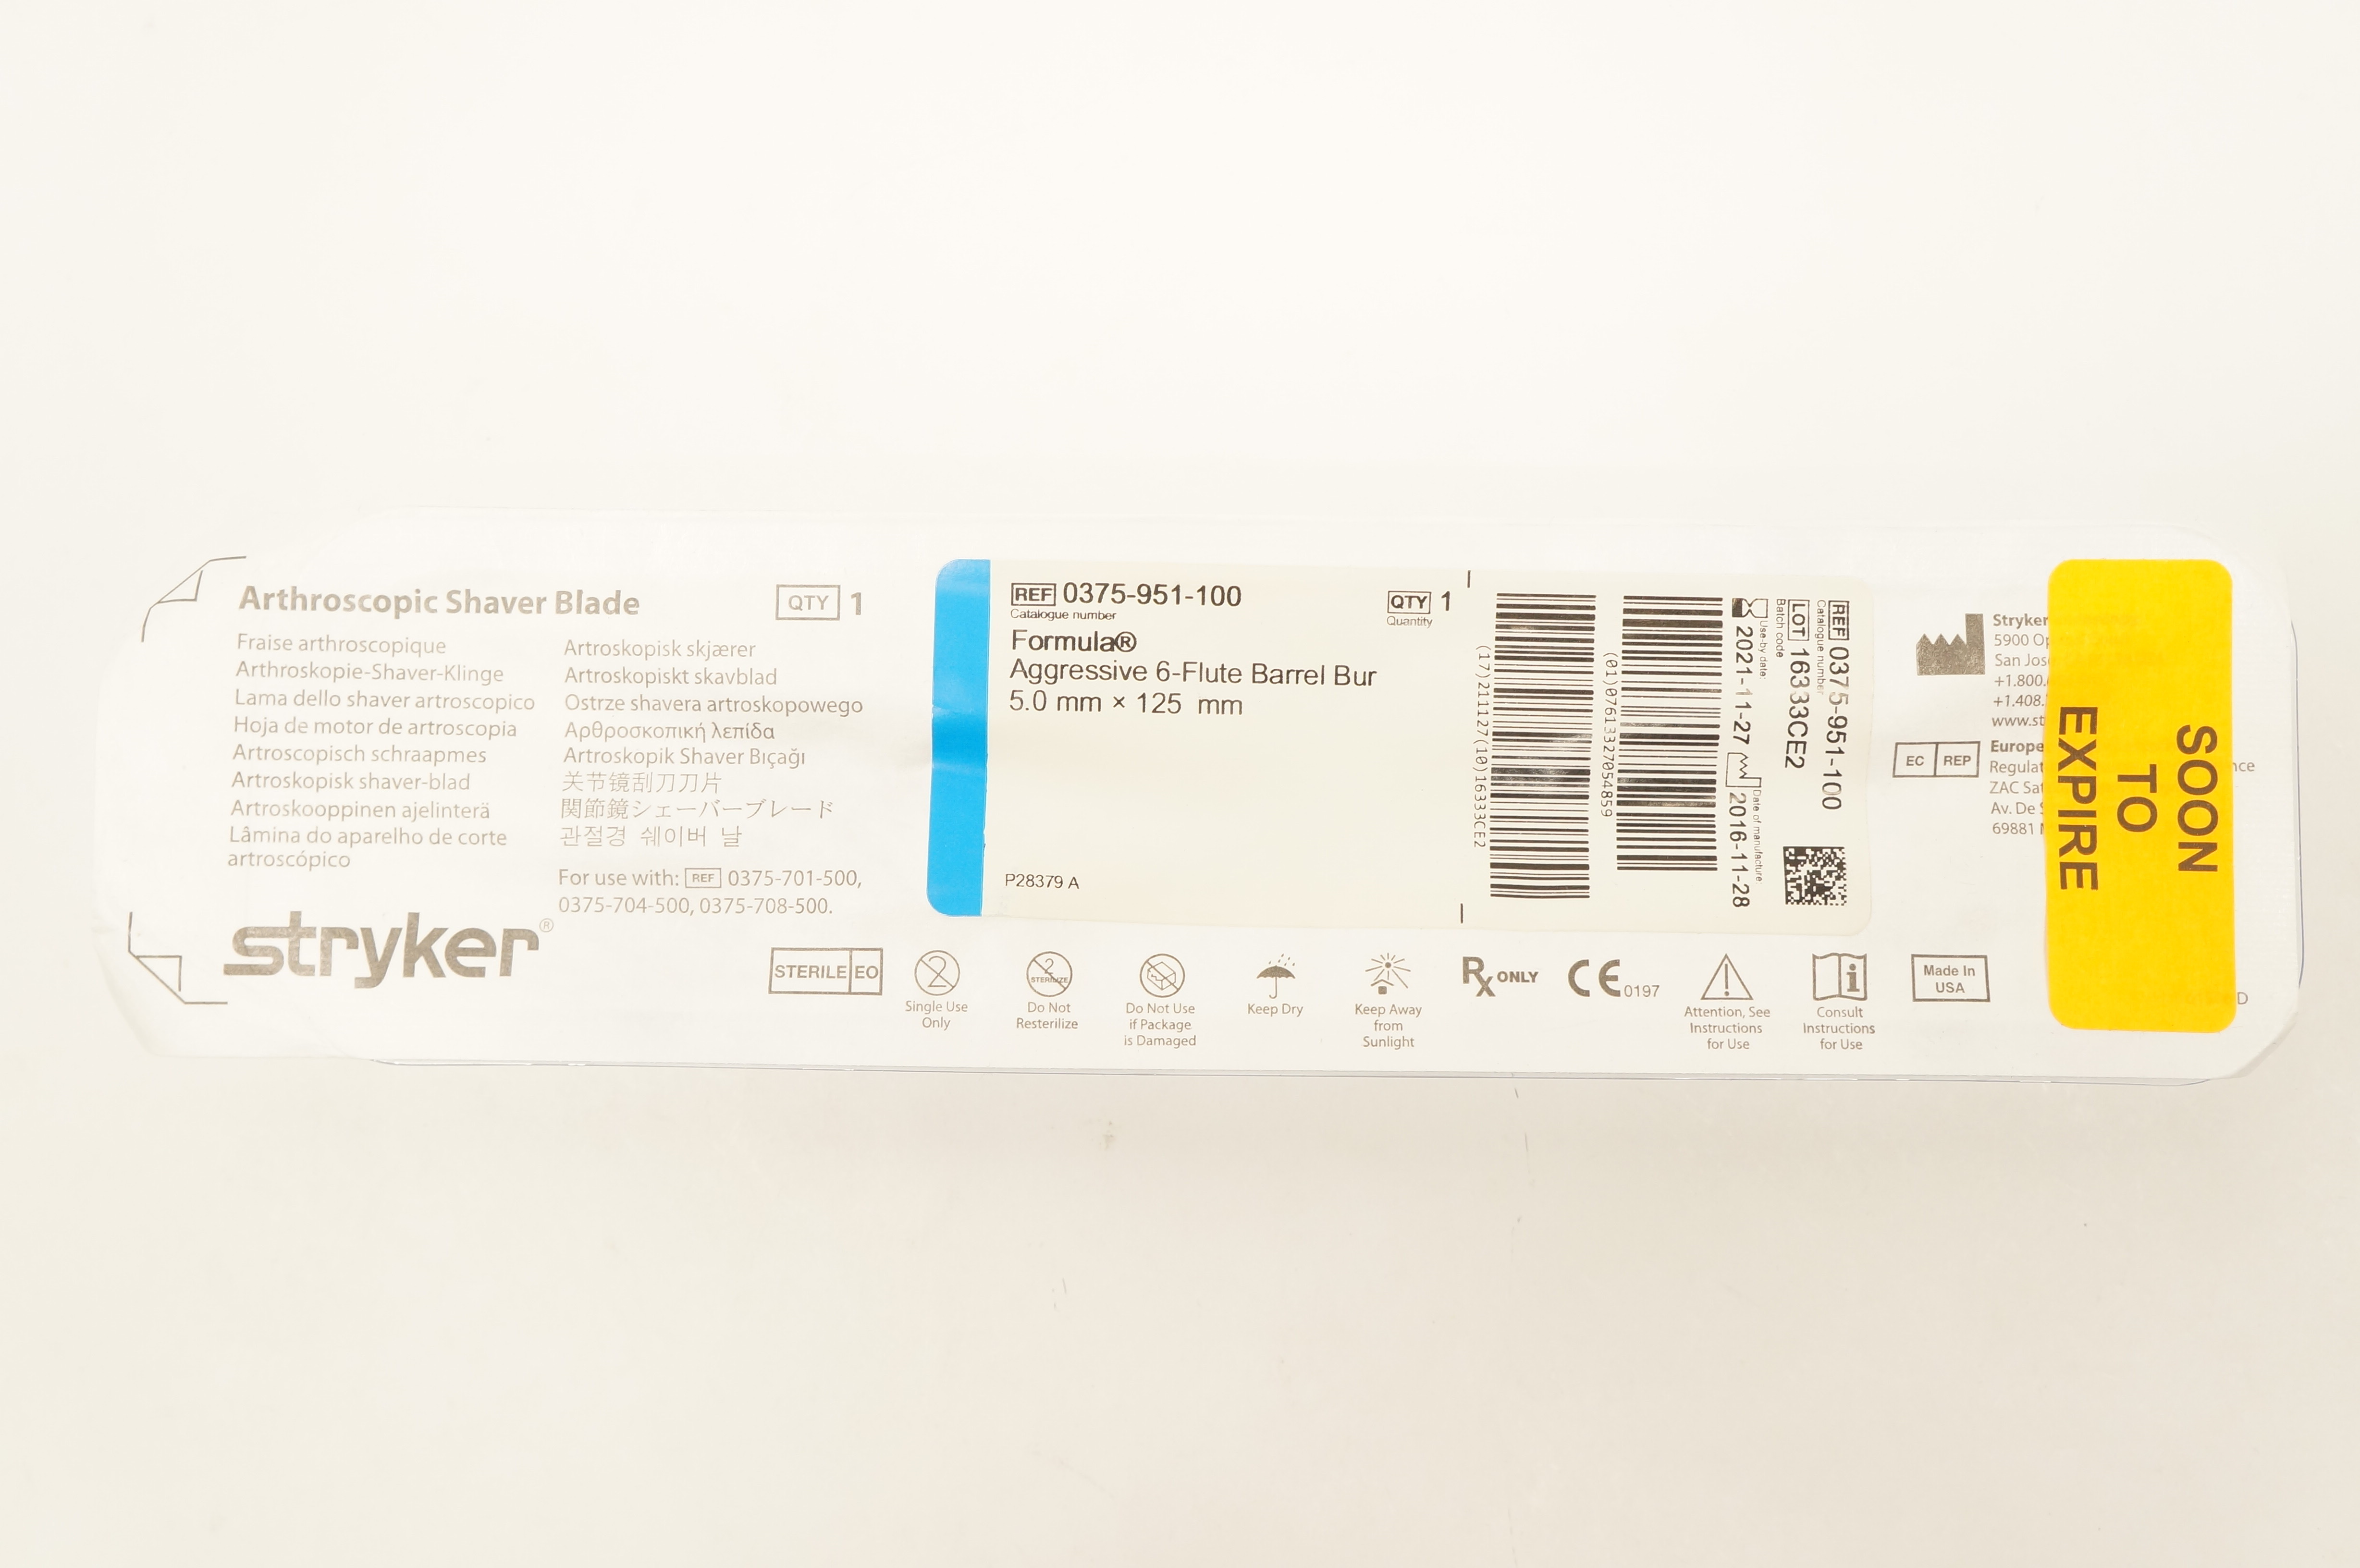 Arthroscopic Shaver Blade
QTY 1
Fraise arthroscopique
Arthroskopie-Shaver-Klinge
Lama dello shaver artroscopico
Hoja de motor de artroscopia
Artroscopisch schraapmes
Artroskopisk shaver-blad
Artroskooppinen ajelinterä
Lâmina do aparelho de corte
artroscópico
Artroskopisk skjærer
Artroskopiskt skavblad
Ostrze shavera artroskopowego
Αρθροσκοπική λεπίδα
Artroskopik Shaver Bıçağı
关节镜刮刀刀片
関節鏡シェーバーブレード
관절경 쉐이버 날
For use with: REF 0375-701-500,
0375-704-500, 0375-708-500.
stryker®
REF 0375-951-100
Catalogue number
QTY 1
Quantity
Formula®
Aggressive 6-Flute Barrel Bur
5.0 mm × 125 mm
P28379 A
REF 0375-951-100
Catalogue number
LOT 16333CE2
Batch code
Use-by date
2021-11-27
Date of manufacture
2016-11-28
(01)07613327054859
(17)211127(10)16333CE2
Stryker
5900
San
+1.800.
+1.408.
EC REP
ZAC
Av. De
69881
SOON
TO
EXPIRE
STERILE EO
2
Single Use
Only
2
STERILIZE
Do Not
Resterilize
Do Not Use
if Package
is Damaged
Keep Dry
Keep Away
from
Sunlight
Rx ONLY
CE 0197
Attention, See
Instructions
for Use
Consult
Instructions
for Use
Made In
USA